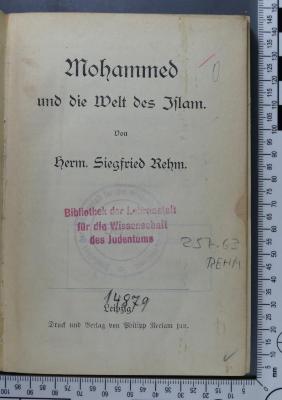 Mohammed
und die Welt des Islam.
Von
Herm. Siegfried Rehm.
Bibliothek der Lehranstalt
für die Wissenschaft
des Judentums
257.63
REHM
14879
Leipzig
Druck und Verlag von Philipp Reclam jun.